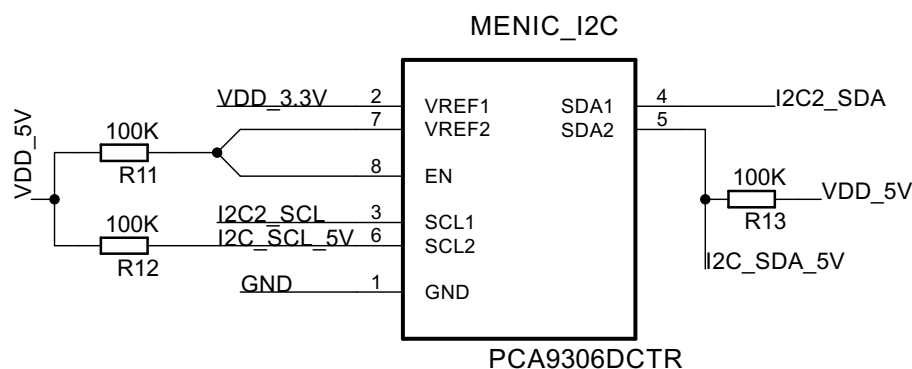 MENIC_I2C
VDD_3.3V 2 VREF1 SDA1 4 I2C2_SDA
7 VREF2 SDA2 5
VDD_5V
100K
R11
8 EN
100K
VDD_5V
R13
I2C2_SCL 3 SCL1
100K
I2C_SCL_5V 6 SCL2
R12
I2C_SDA_5V
GND 1 GND
PCA9306DCTR